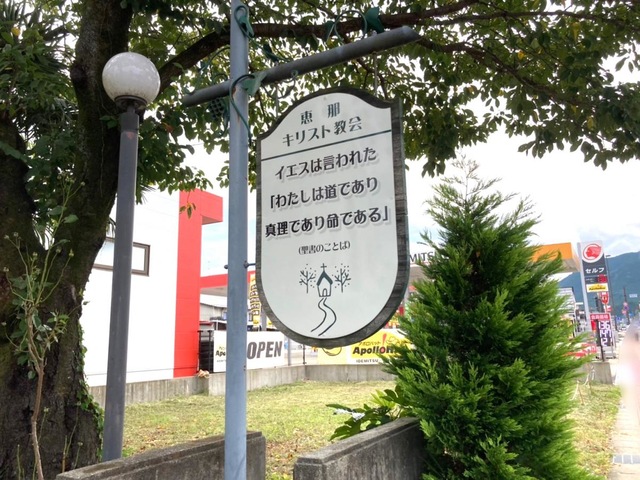 恵那
キリスト教会
イエスは言われた
「わたしは道であり
真理であり命である」
(聖書のことば)
OPEN
Apollo
セルフ